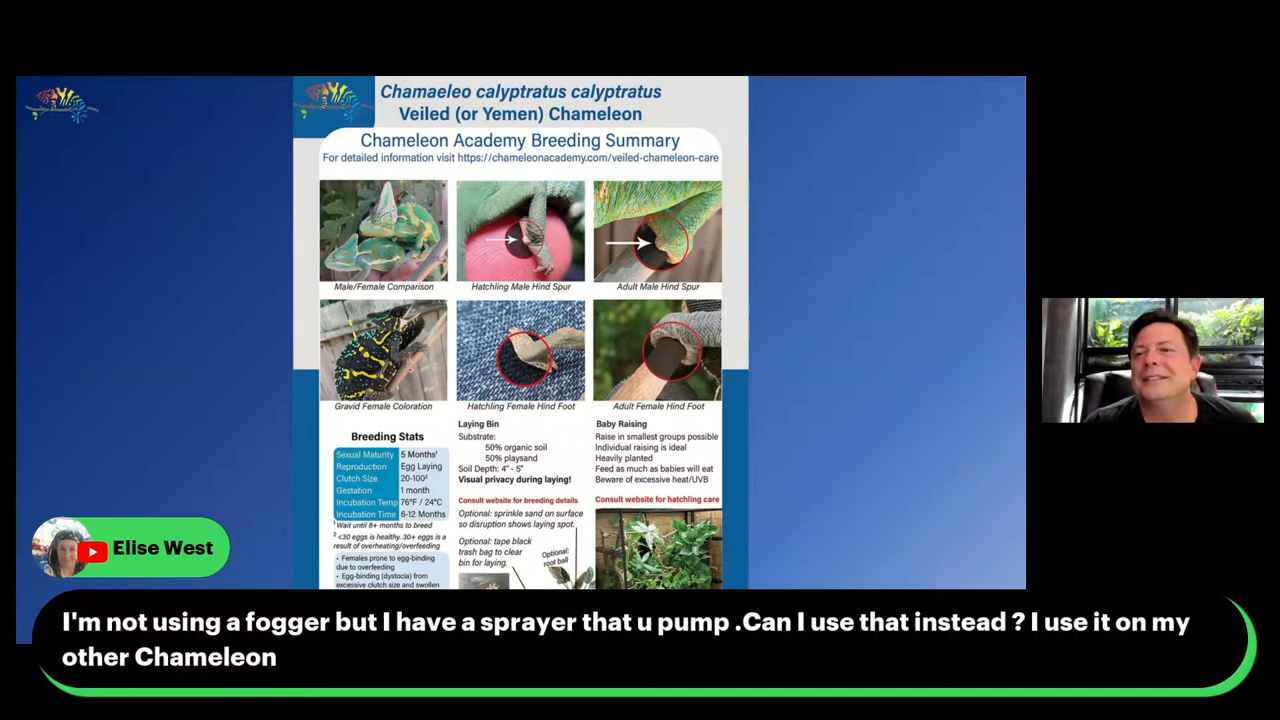 Chamaeleo calyptratus calyptratus
Veiled (or Yemen) Chameleon
Chameleon Academy Breeding Summary
For detailed information visit https://chameleonacademy.com/veiled-chameleon-care
Male/Female Comparison
Hatchling Male Hind Spur
Adult Male Hind Spur
Gravid Female Coloration
Hatchling Female Hind Foot
Adult Female Hind Foot
Breeding Stats
Sexual Maturity 5 Months¹
Reproduction Egg Laying
Clutch Size 20-100²
Gestation 1 month
Incubation Temp 76°F / 24°C
Incubation Time 6-12 Months
¹ Wait until 8+ months to breed
² <30 eggs is healthy. 30+ eggs is a
result of overheating/overfeeding
• Females prone to egg-binding
due to overfeeding
• Egg-binding (dystocia) from
excessive clutch size and swollen
Laying Bin
Substrate:
50% organic soil
50% playsand
Soil Depth: 4" - 5"
Visual privacy during laying!
Consult website for breeding details
Optional: sprinkle sand on surface
so disruption shows laying spot.
Optional: tape black
trash bag to clear
bin for laying.
Optional:
root ball
Baby Raising
Raise in smallest groups possible
Individual raising is ideal
Heavily planted
Feed as much as babies will eat
Beware of excessive heat/UVB
Consult website for hatchling care
Elise West
I'm not using a fogger but I have a sprayer that u pump .Can I use that instead ? I use it on my
other Chameleon